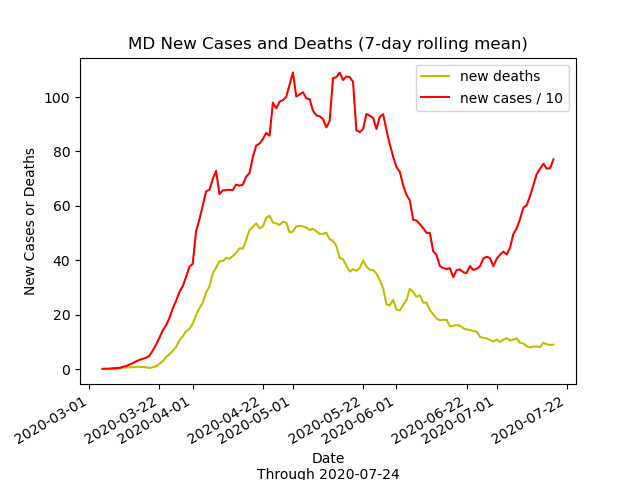 MD New Cases and Deaths (7-day rolling mean)
new deaths
new cases / 10
New Cases or Deaths
100
80
60
40
20
0
2020-03-01
2020-03-22
2020-04-01
2020-04-22
2020-05-01
2020-05-22
2020-06-01
2020-06-22
2020-07-01
2020-07-22
Date
Through 2020-07-24